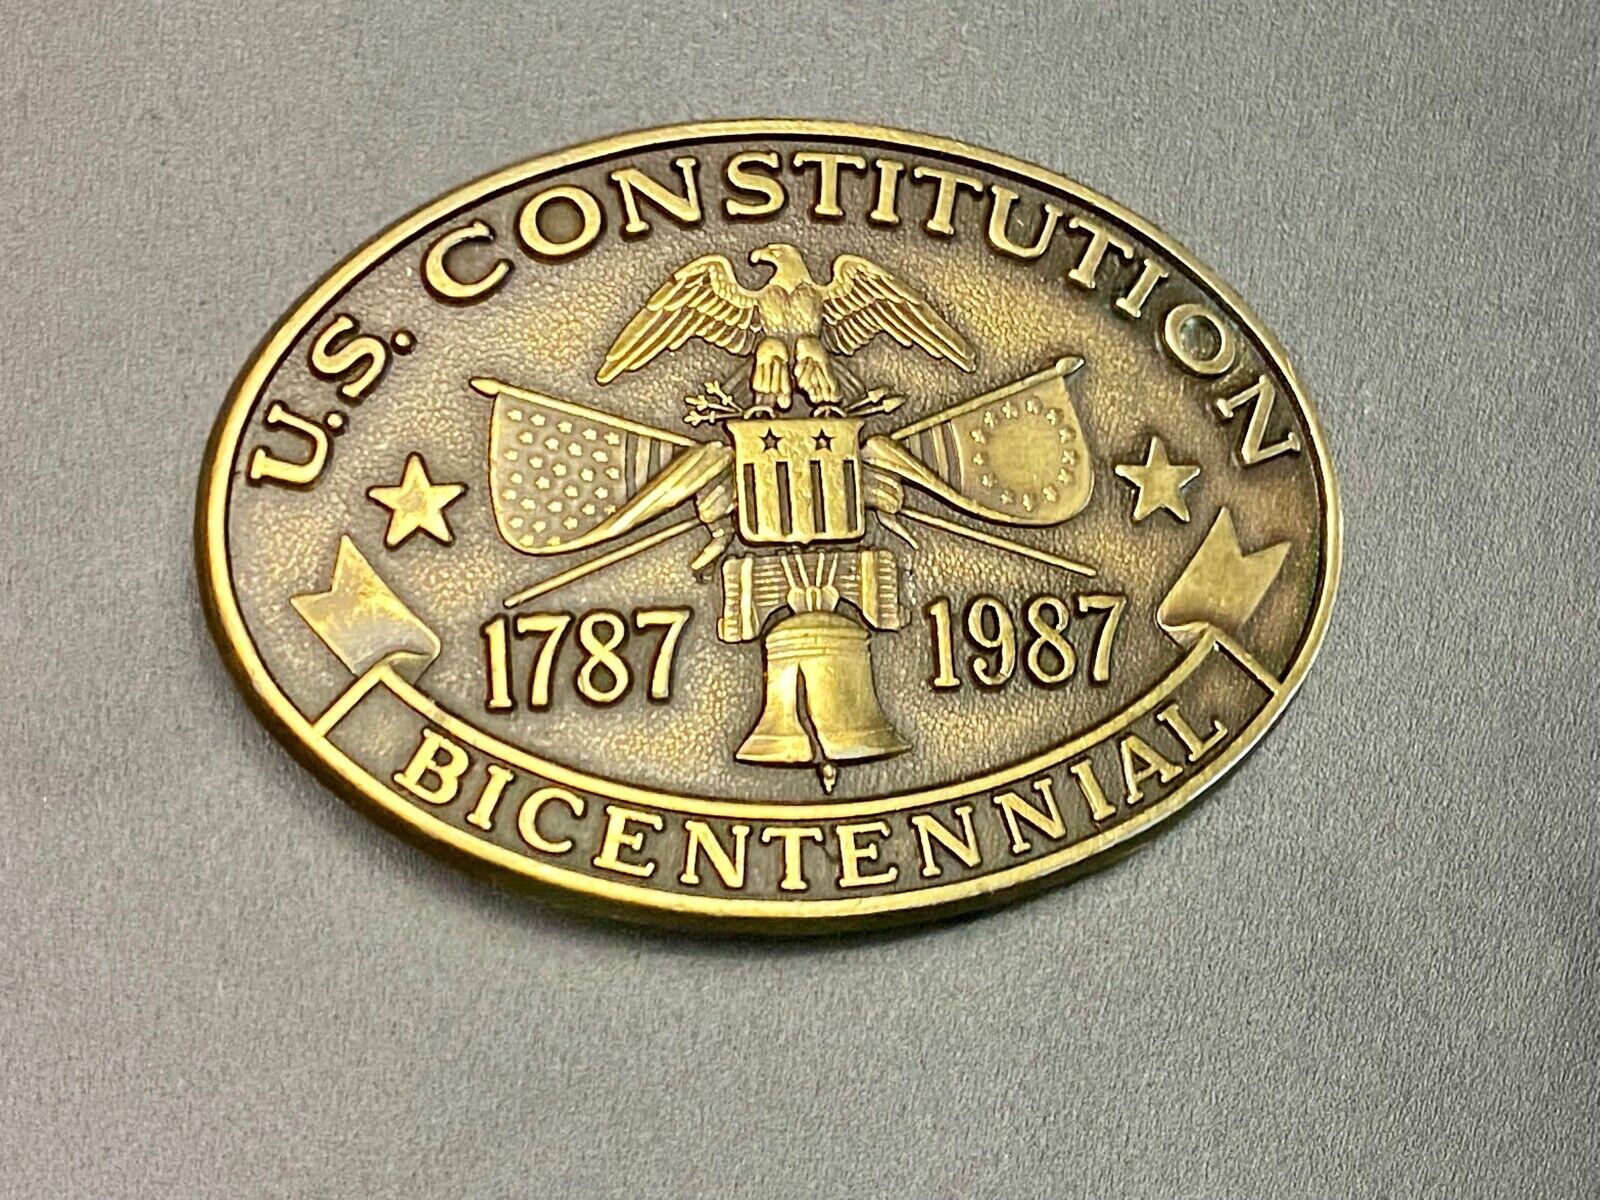 U.S. CONSTITUTION
1787 1987
BICENTENNIAL